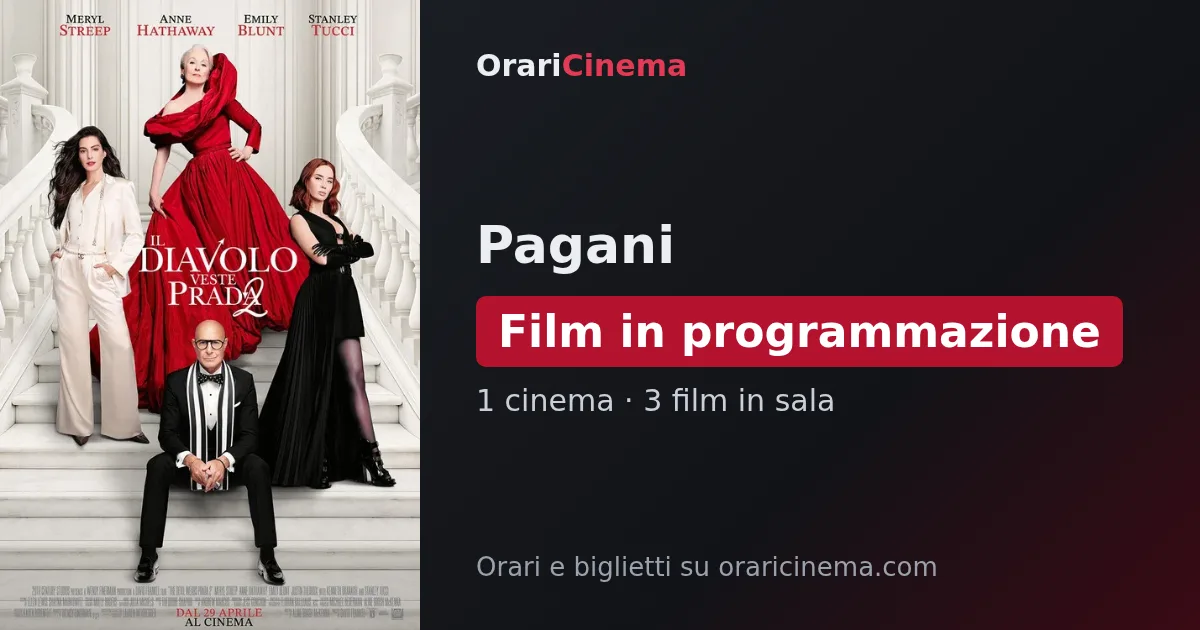 MERYL STREEP
ANNE HATHAWAY
EMILY BLUNT
STANLEY TUCCI
IL
DIAVOLO
VESTE
PRADA
2
DAL 29 APRILE
AL CINEMA
OrariCinema
Pagani
Film in programmazione
1 cinema · 3 film in sala
Orari e biglietti su oraricinema.com